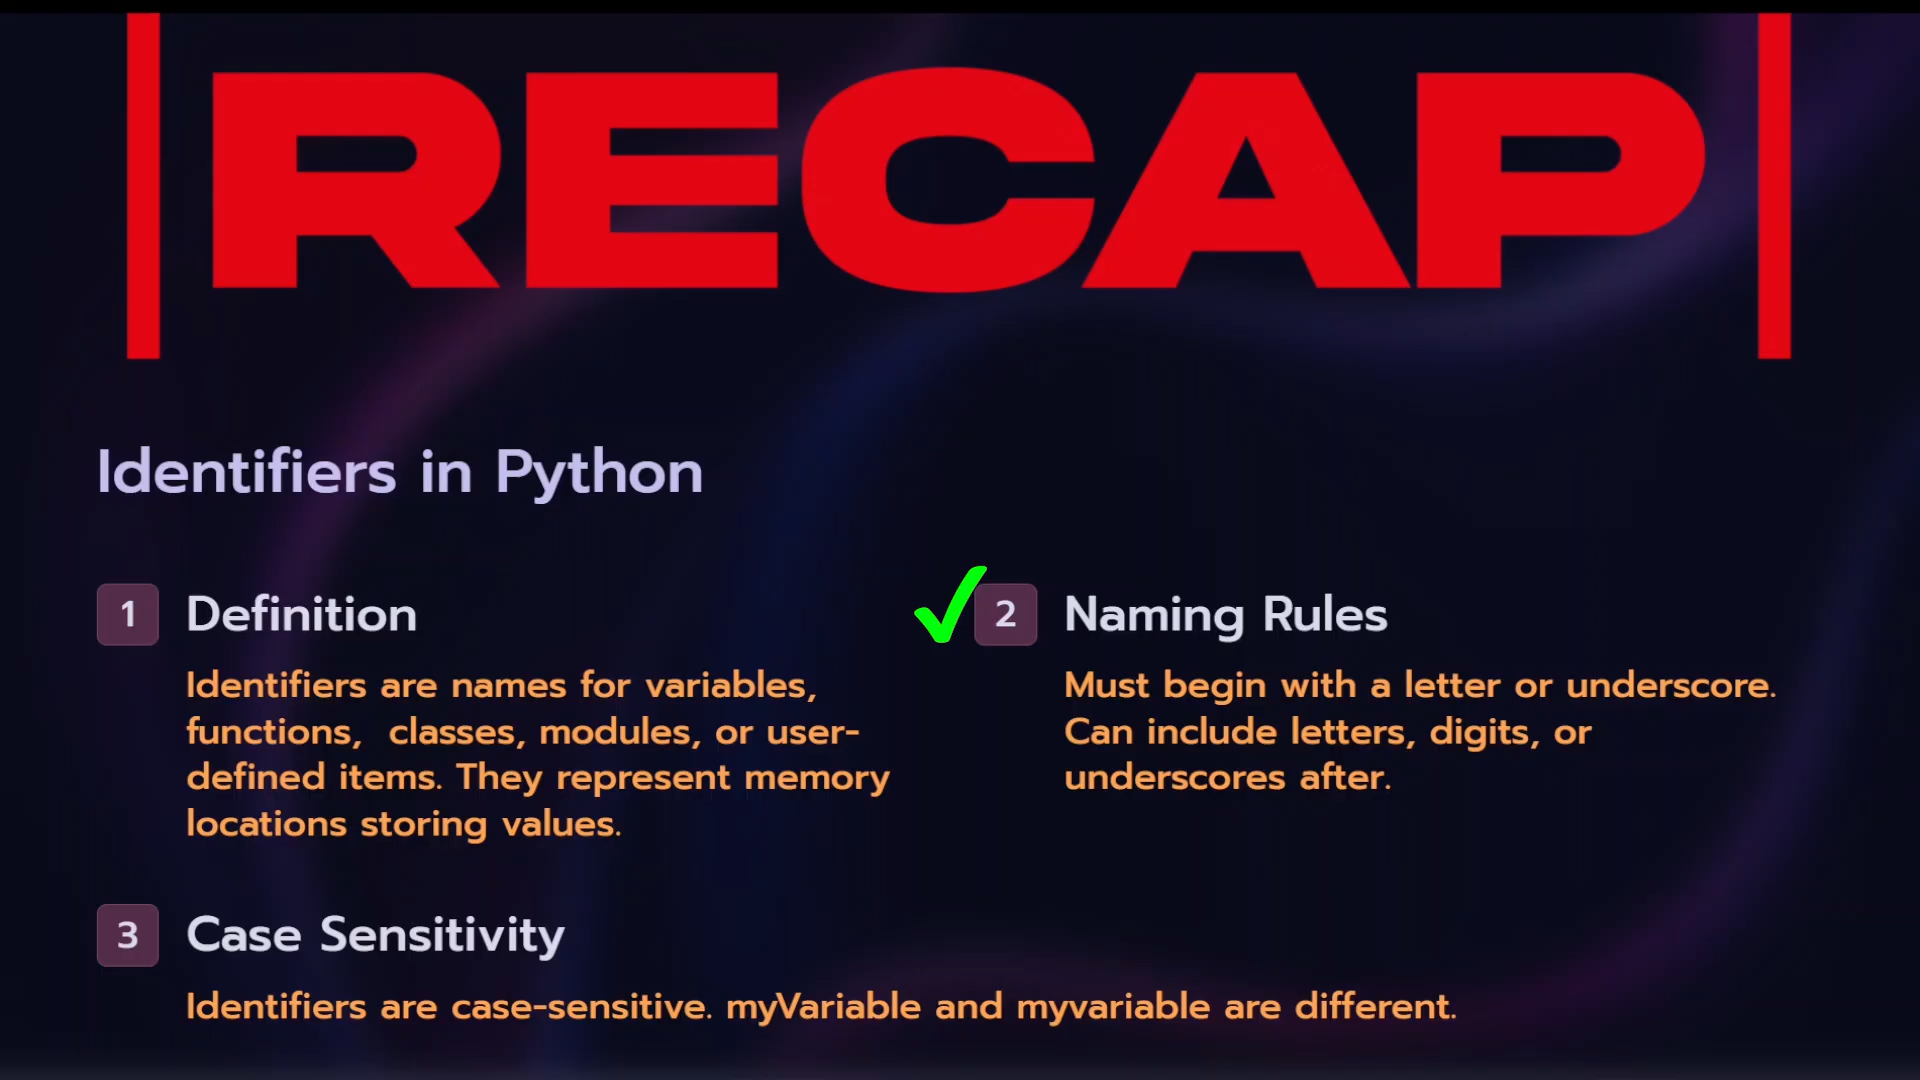 RECAP
Identifiers in Python
1 Definition
Identifiers are names for variables,
functions,  classes, modules, or user-
defined items. They represent memory
locations storing values.
2 Naming Rules
Must begin with a letter or underscore.
Can include letters, digits, or
underscores after.
3 Case Sensitivity
Identifiers are case-sensitive. myVariable and myvariable are different.